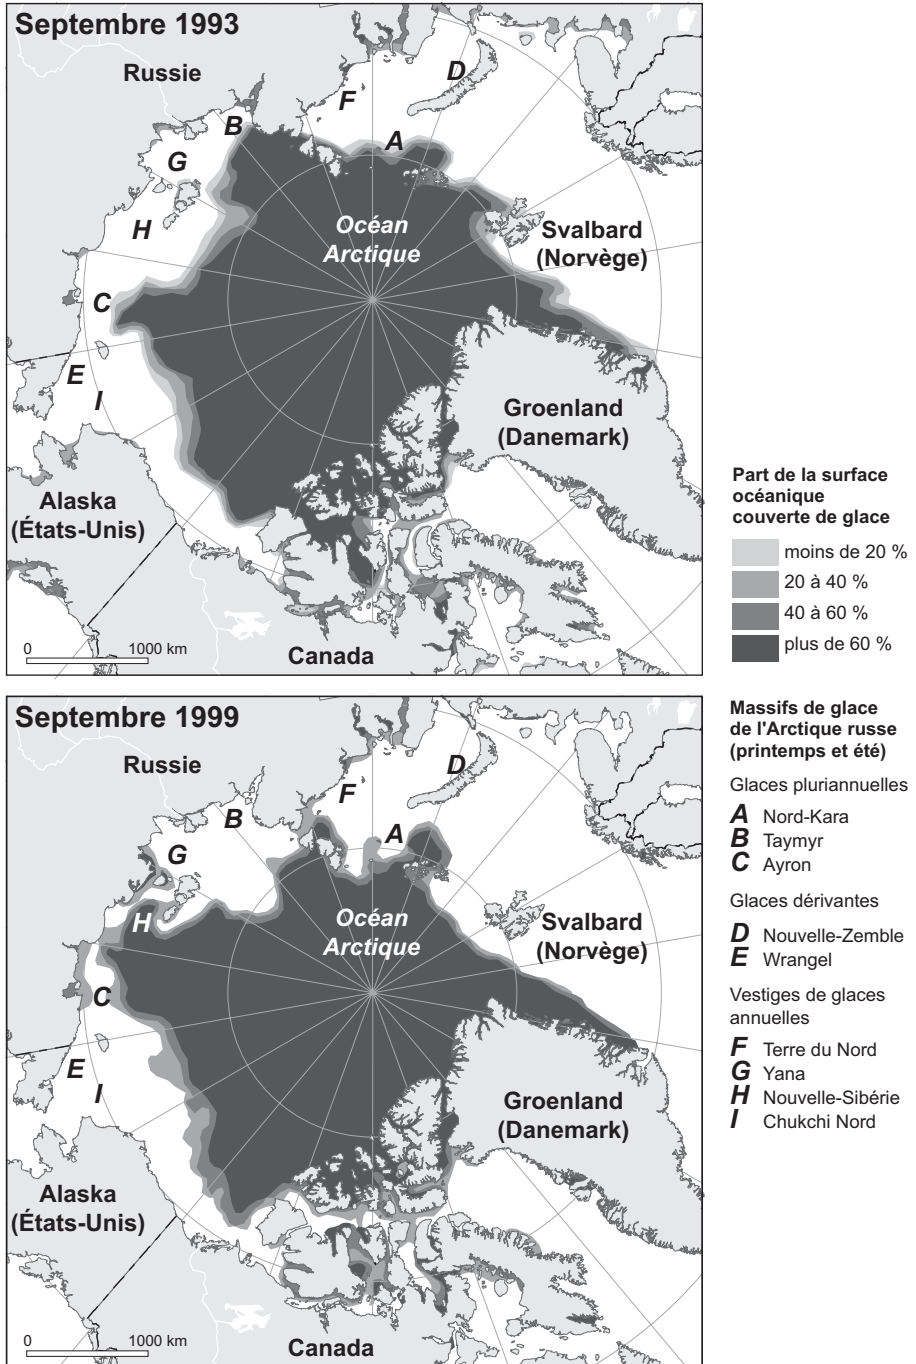 Septembre 1993
Russie
D
F
B
A
G
H
Océan
Arctique
Svalbard
(Norvège)
C
E
I
Groenland
(Danemark)
Alaska
(États-Unis)
0 1000 km
Canada
Part de la surface
océanique
couverte de glace
moins de 20 %
20 à 40 %
40 à 60 %
plus de 60 %
Septembre 1999
Russie
D
F
B
A
G
H
Océan
Arctique
Svalbard
(Norvège)
C
E
I
Groenland
(Danemark)
Alaska
(États-Unis)
0 1000 km
Canada
Massifs de glace
de l'Arctique russe
(printemps et été)
Glaces pluriannuelles
A Nord-Kara
B Taymyr
C Ayron
Glaces dérivantes
D Nouvelle-Zemble
E Wrangel
Vestiges de glaces
annuelles
F Terre du Nord
G Yana
H Nouvelle-Sibérie
I Chukchi Nord